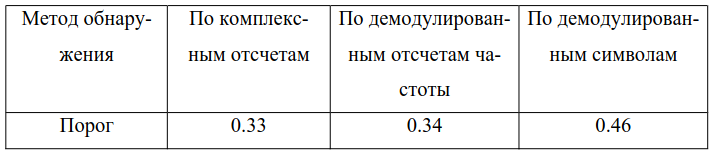 Метод обнару-
жения
По комплекс-
ным отсчетам
По демодулирован-
ным отсчетам ча-
стоты
По демодулирован-
ным символам
Порог
0.33
0.34
0.46